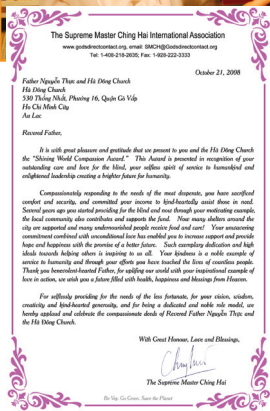 The Supreme Master Ching Hai International Association
www.godsdirectcontact.org, email: SMCH@Godsdirectcontact.org
Tel: 1-408-218-2635; Fax: 1-928-222-3333
October 21, 2008
Father Nguyễn Thực and Hà Đông Church
Hà Đông Church
530 Thống Nhất, Phường 16, Quận Gò Vấp
Ho Chi Minh City
Au Lac
Reverend Father,
It is with great pleasure and gratitude that we present to you and the Hà Đông Church
the "Shining World Compassion Award." This Award is presented in recognition of your
outstanding care and love for the blind, your selfless spirit of service to humankind and
enlightened leadership creating a brighter future for humanity.
Compassionately responding to the needs of the most desperate, you have sacrificed
comfort and security, and committed your income to kind-heartedly assist those in need.
Several years ago you started providing for the blind and now through your motivating example,
the local community also contributes and supports the fund. Now many shelters around the
city are supported and many undernourished people receive food and care! Your unwavering
commitment combined with unconditional love has enabled you to increase support and provide
hope and happiness with the promise of a better future. Such exemplary dedication and high
ideals towards helping others is inspiring to us all. Your kindness is a noble example of
service to humanity and through your efforts you have touched the lives of countless people.
Thank you benevolent-hearted Father, for uplifting our world with your inspirational example of
love in action, we wish you a future filled with health, happiness and blessings from Heaven.
For selflessly providing for the needs of the less fortunate, for your vision, wisdom,
creativity and kind-hearted generosity, and for being a dedicated and noble role model, we
hereby applaud and celebrate the compassionate deeds of Reverend Father Nguyễn Thực and
the Hà Đông Church.
With Great Honour, Love and Blessings,
The Supreme Master Ching Hai
Be Veg, Go Green, Save the Planet